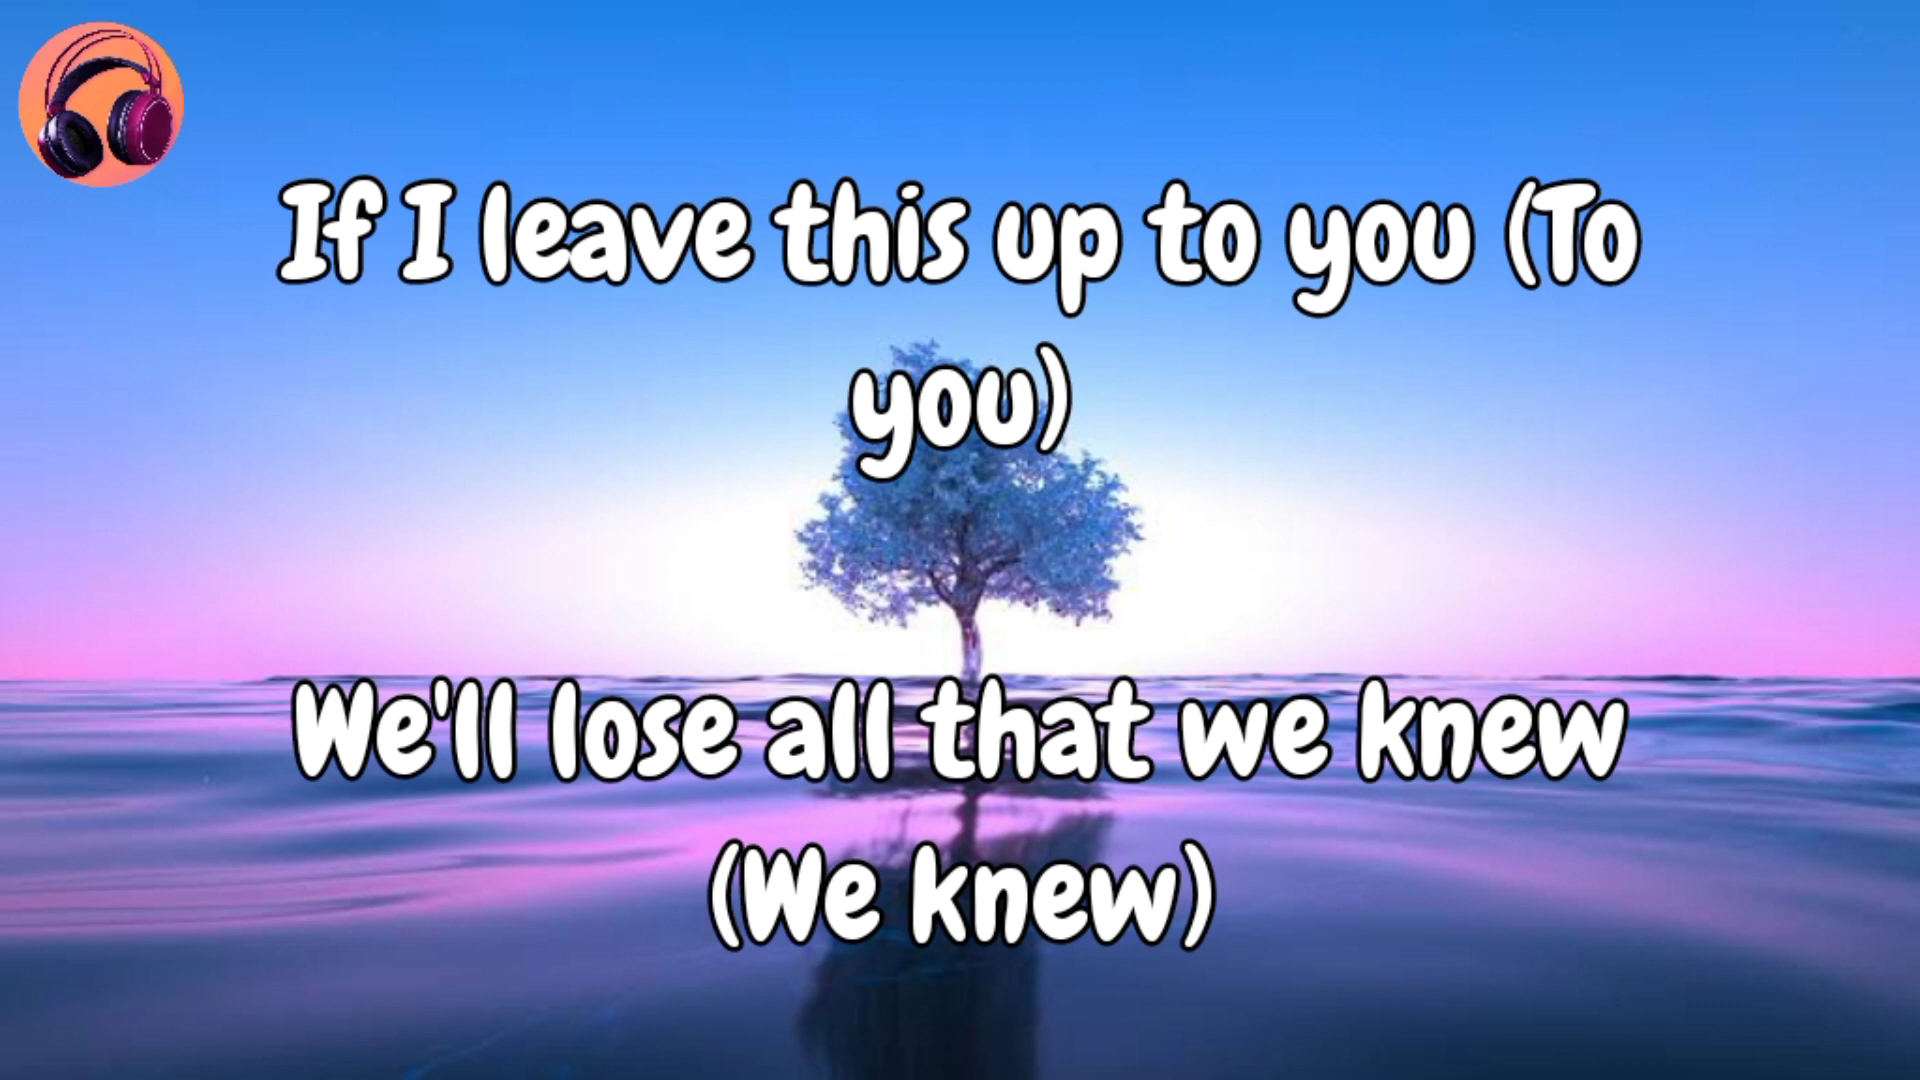 If I leave this up to you (To
you)
We'll lose all that we knew
(We knew)